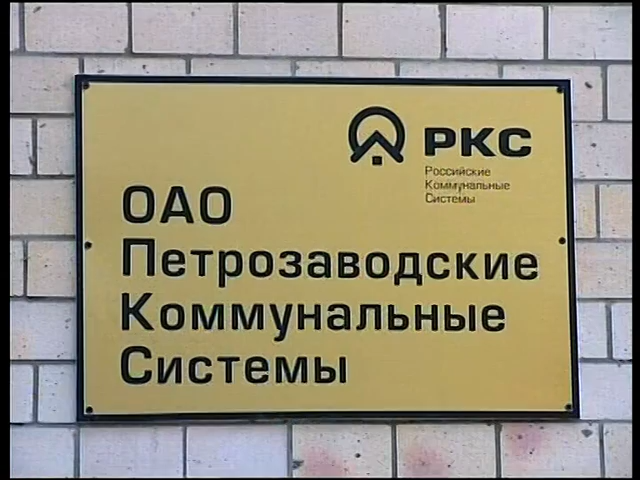 РКС
Российские
Коммунальные
Системы
ОАО
Петрозаводские
Коммунальные
Системы